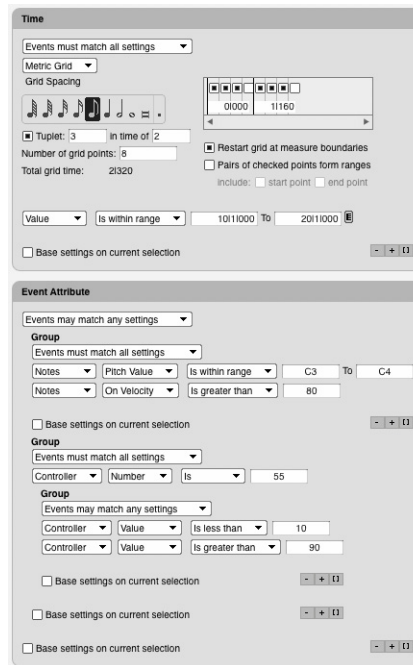 Time
Events must match all settings
Metric Grid
Grid Spacing
0|000 1|160
Tuplet: 3 in time of 2
Number of grid points: 8
Total grid time: 2|320
Restart grid at measure boundaries
Pairs of checked points form ranges
include: start point end point
Value Is within range 10|1|000 To 20|1|000 E
Base settings on current selection - + []
Event Attribute
Events may match any settings
Group
Events must match all settings
Notes Pitch Value Is within range C3 To C4
Notes On Velocity Is greater than 80
Base settings on current selection - + []
Group
Events must match all settings
Controller Number Is 55
Group
Events may match any settings
Controller Value Is less than 10
Controller Value Is greater than 90
Base settings on current selection - + []
Base settings on current selection - + []
Base settings on current selection - + []